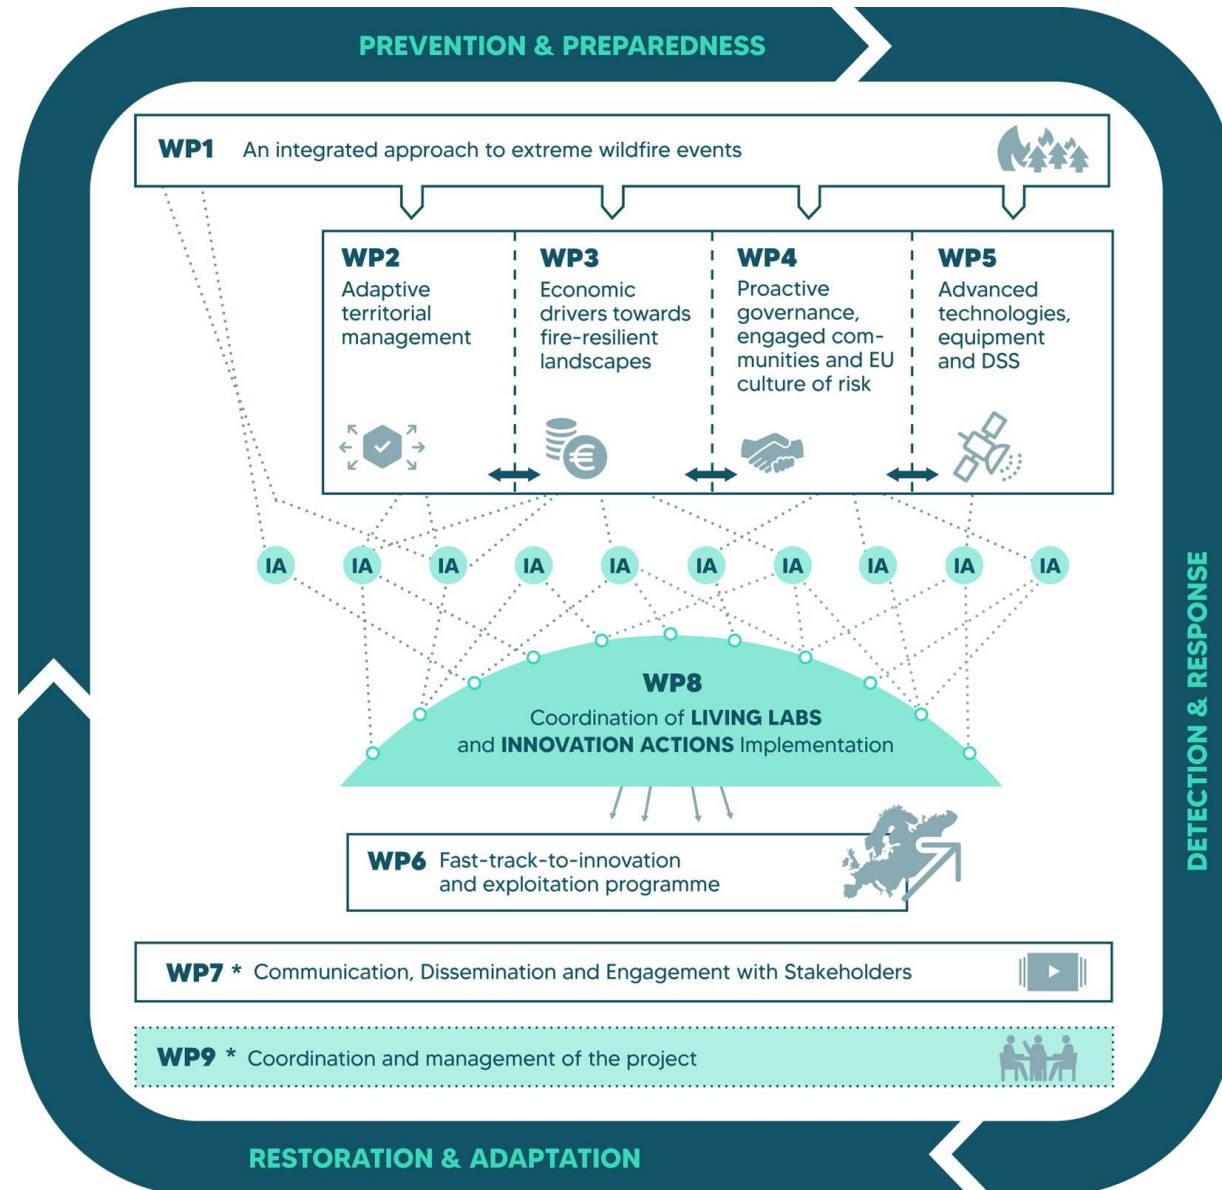 PREVENTION & PREPAREDNESS
WP1 An integrated approach to extreme wildfire events
WP2
Adaptive
territorial
management
WP3
Economic
drivers towards
fire-resilient
landscapes
WP4
Proactive
governance,
engaged com-
munities and EU
culture of risk
WP5
Advanced
technologies,
equipment
and DSS
IA IA IA IA IA IA IA IA IA IA
WP8
Coordination of LIVING LABS
and INNOVATION ACTIONS Implementation
WP6 Fast-track-to-innovation
and exploitation programme
WP7 * Communication, Dissemination and Engagement with Stakeholders
WP9 * Coordination and management of the project
DETECTION & RESPONSE
RESTORATION & ADAPTATION